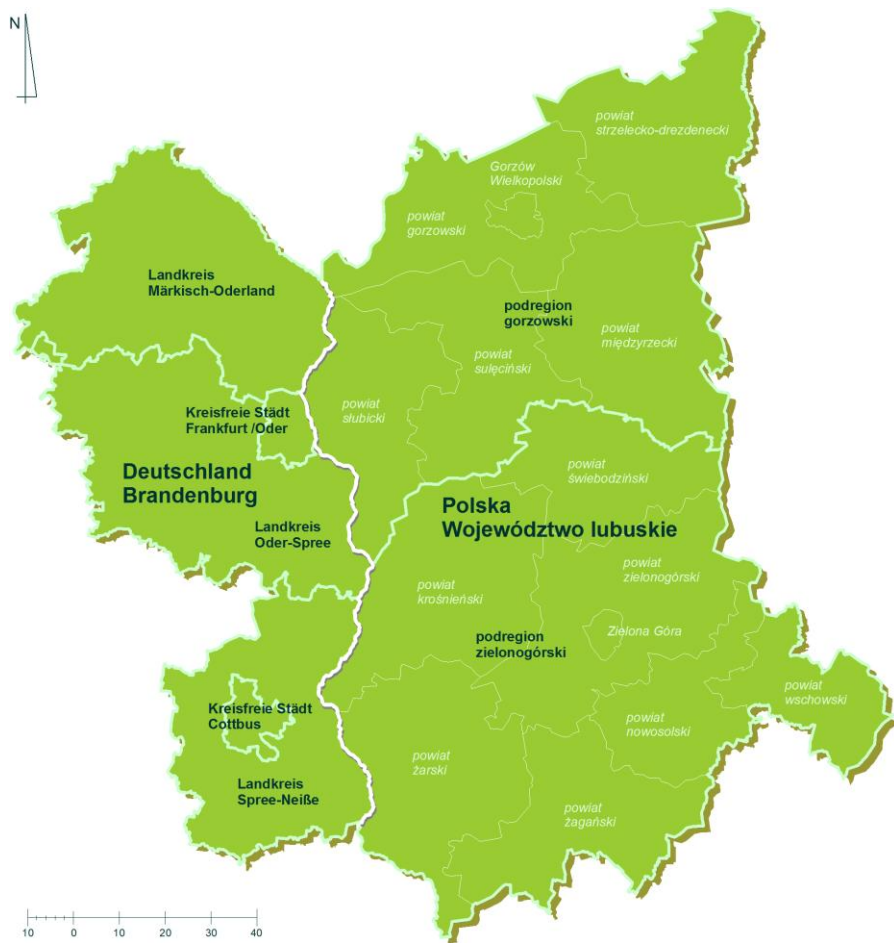 N
powiat
strzelecko-drezdenecki
Gorzów
Wielkopolski
powiat
gorzowski
Landkreis
Märkisch-Oderland
podregion
gorzowski
powiat
międzyrzecki
powiat
sulęciński
Kreisfreie Städt
Frankfurt /Oder
powiat
słubicki
Deutschland
Brandenburg
powiat
świebodziński
Polska
Województwo lubuskie
Landkreis
Oder-Spree
powiat
krośnieński
powiat
zielonogórski
podregion
zielonogórski
Zielona Góra
powiat
wschowski
Kreisfreie Städt
Cottbus
powiat
nowosolski
powiat
żarski
Landkreis
Spree-Neiße
powiat
żagański
10 0 10 20 30 40